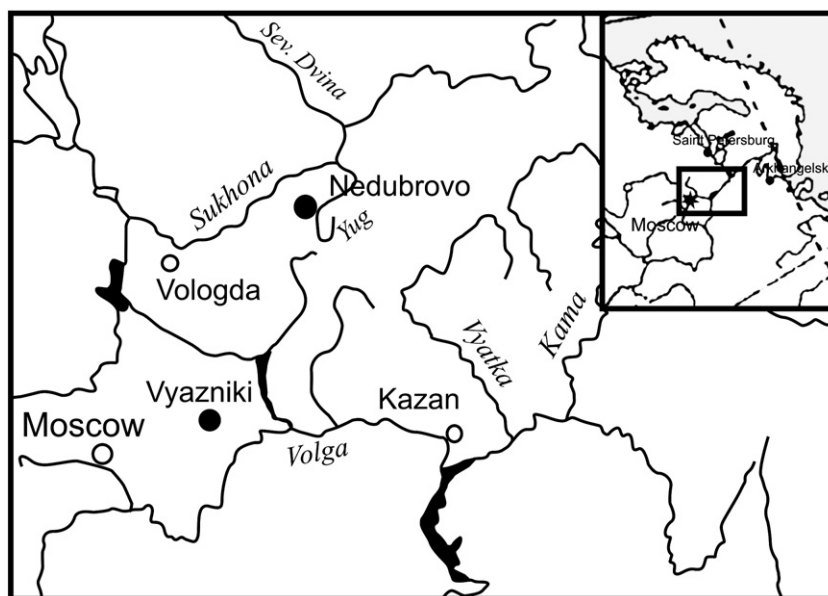 Sev. Dvina
Saint Petersburg
Arkhangelsk
Nedubrovo
Sukhona
Yug
Moscow
Vologda
Vyatka
Kama
Vyazniki
Kazan
Moscow
Volga